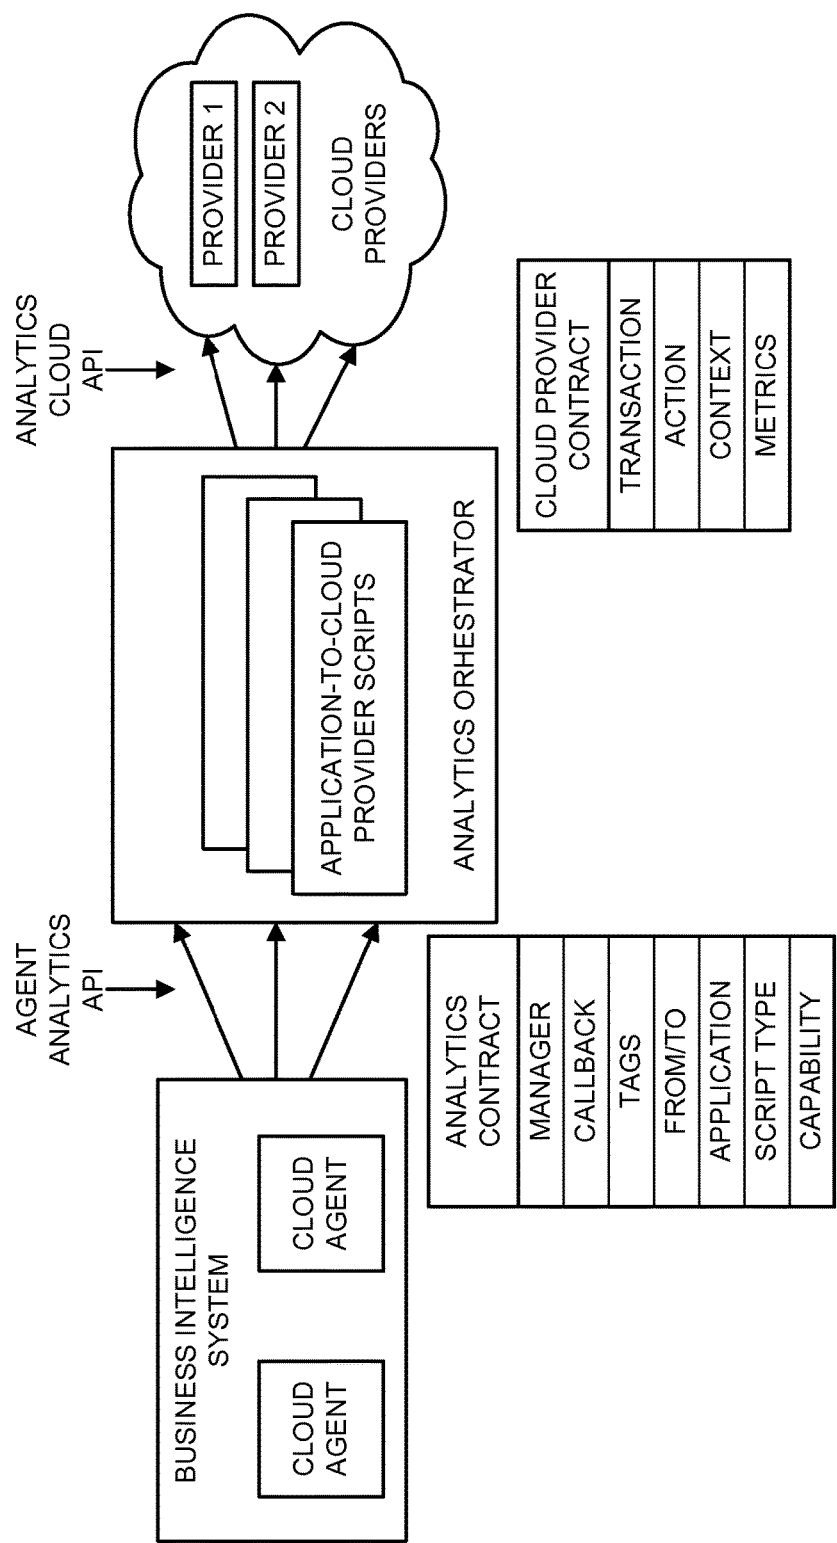 BUSINESS INTELLIGENCE
SYSTEM
CLOUD
AGENT
CLOUD
AGENT
AGENT
ANALYTICS
API
APPLICATION-TO-CLOUD
PROVIDER SCRIPTS
ANALYTICS ORHESTRATOR
ANALYTICS
CLOUD
API
PROVIDER 1
PROVIDER 2
CLOUD
PROVIDERS
ANALYTICS
CONTRACT
MANAGER
CALLBACK
TAGS
FROM/TO
APPLICATION
SCRIPT TYPE
CAPABILITY
CLOUD PROVIDER
CONTRACT
TRANSACTION
ACTION
CONTEXT
METRICS